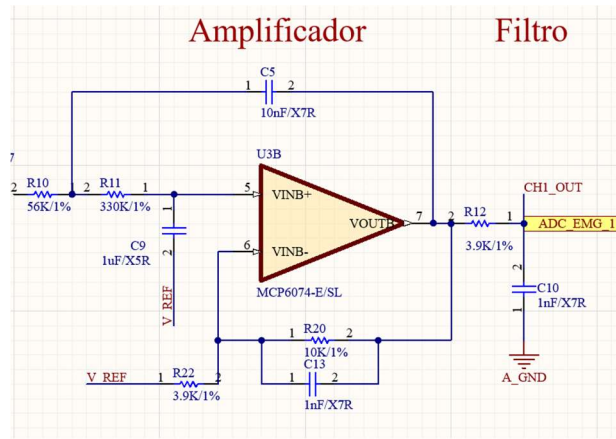 Amplificador
Filtro
C5
1 2
10nF/X7R
7
U3B
2 R10
56K/1%
2 R11 1
330K/1%
5 VINB+
VOUTB 7
6 VINB-
MCP6074-E/SL
1
C9
2
1uF/X5R
V_REF
2 R12 1
3.9K/1%
CH1_OUT
ADC_EMG_1
2
C10
1
1nF/X7R
A_GND
1 R20 2
10K/1%
C13
1 2
1nF/X7R
V_REF
1 R22 2
3.9K/1%